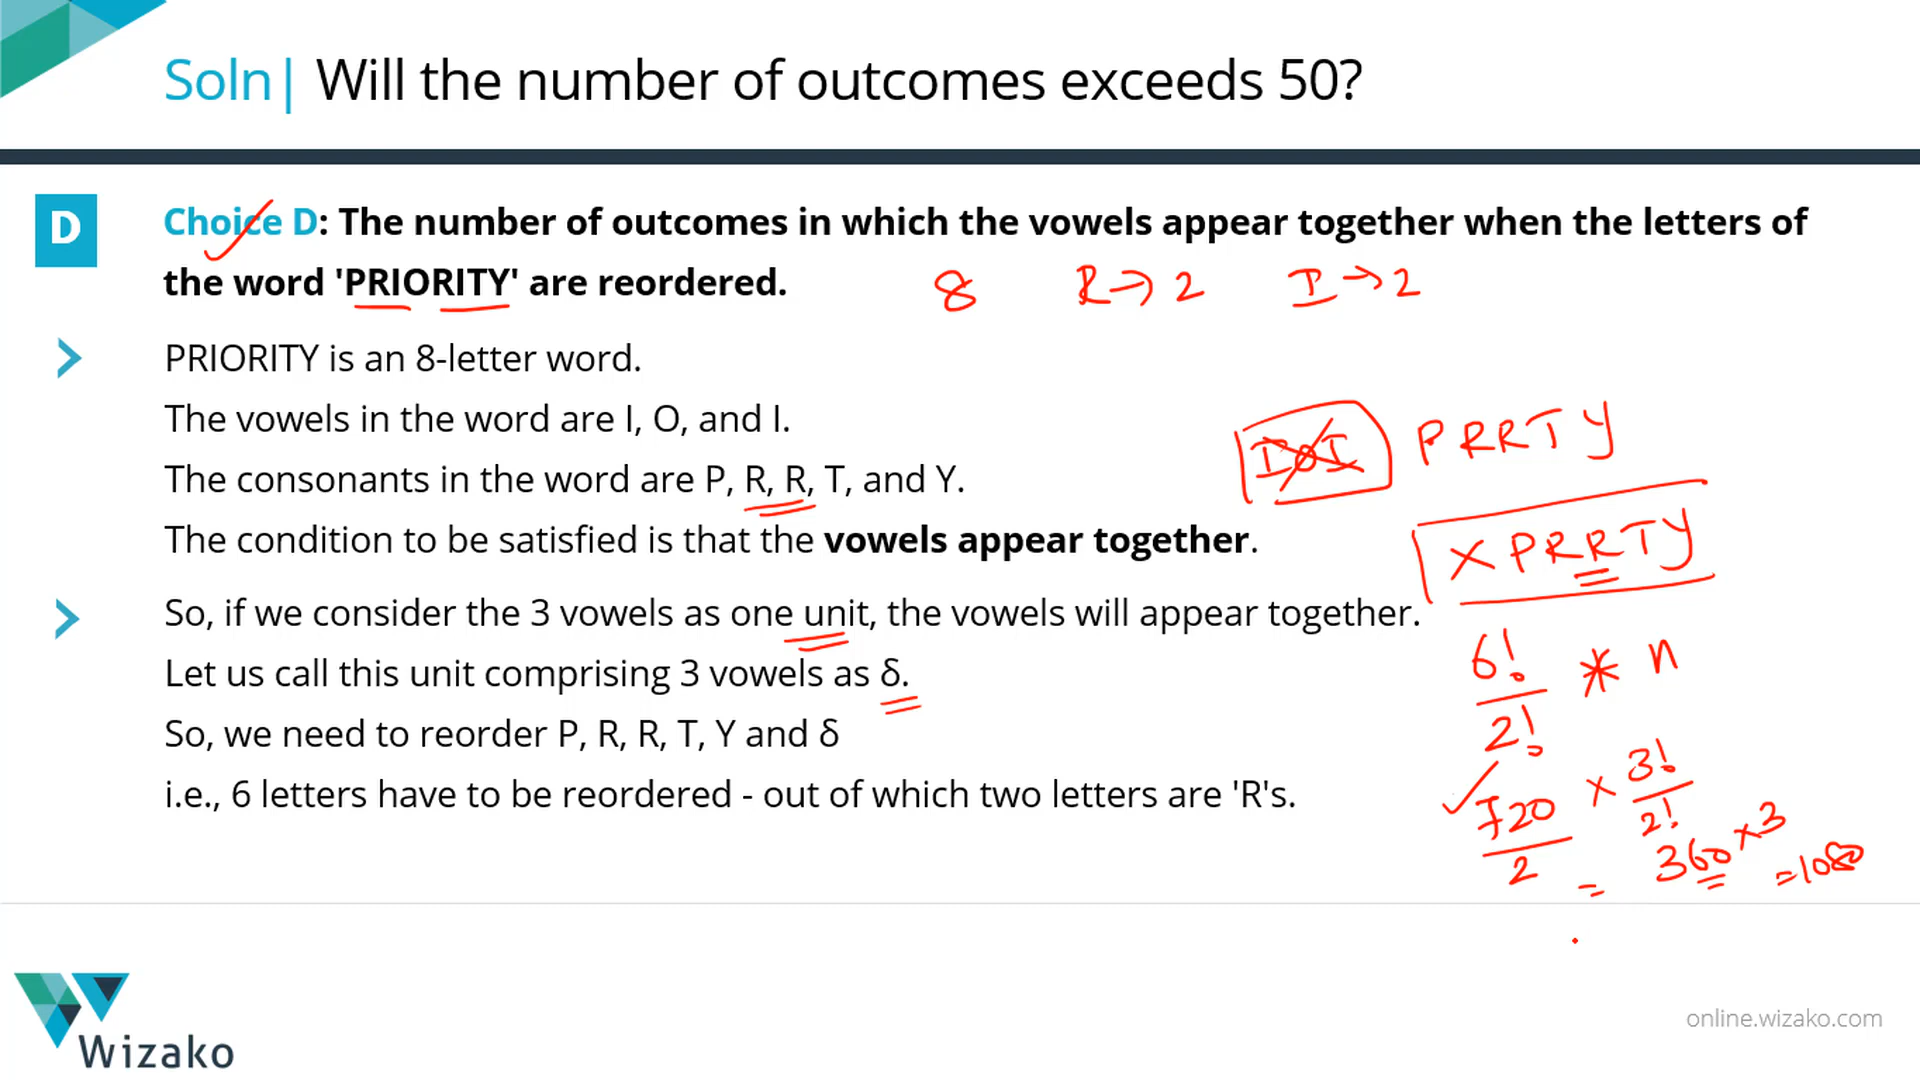 Soln| Will the number of outcomes exceeds 50?
D
Choice D: The number of outcomes in which the vowels appear together when the letters of
the word 'PRIORITY' are reordered.
8 R→2 I→2
PRIORITY is an 8-letter word.
The vowels in the word are I, O, and I.
IOI PRRTY
The consonants in the word are P, R, R, T, and Y.
The condition to be satisfied is that the vowels appear together.
XPRRTY
So, if we consider the 3 vowels as one unit, the vowels will appear together.
Let us call this unit comprising 3 vowels as δ.
6!/2! * n
So, we need to reorder P, R, R, T, Y and δ
i.e., 6 letters have to be reordered - out of which two letters are 'R's.
720/2 × 3!/2!
= 360 × 3
=1080
Wizako
online.wizako.com